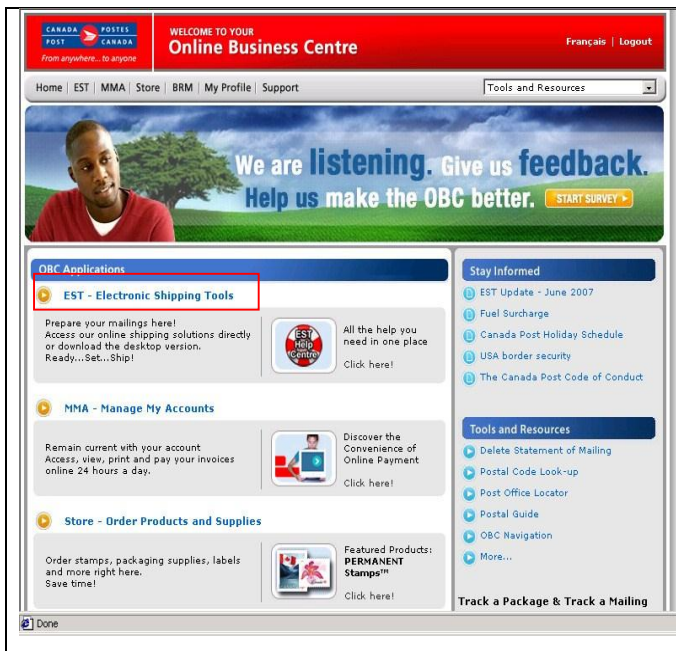 CANADA POSTES
POST CANADA
From anywhere... to anyone
WELCOME TO YOUR
Online Business Centre
Français | Logout
Home | EST | MMA | Store | BRM | My Profile | Support
Tools and Resources
We are listening. Give us feedback.
Help us make the OBC better. START SURVEY
OBC Applications
EST - Electronic Shipping Tools
Prepare your mailings here!
Access our online shipping solutions directly
or download the desktop version.
Ready...Set...Ship!
EST
Help
Centre
All the help you
need in one place
Click here!
MMA - Manage My Accounts
Remain current with your account
Access, view, print and pay your invoices
online 24 hours a day.
Discover the
Convenience of
Online Payment
Click here!
Store - Order Products and Supplies
Order stamps, packaging supplies, labels
and more right here.
Save time!
Featured Products:
PERMANENT
Stamps™
Click here!
Stay Informed
EST Update - June 2007
Fuel Surcharge
Canada Post Holiday Schedule
USA border security
The Canada Post Code of Conduct
Tools and Resources
Delete Statement of Mailing
Postal Code Look-up
Post Office Locator
Postal Guide
OBC Navigation
More...
Track a Package & Track a Mailing
Done